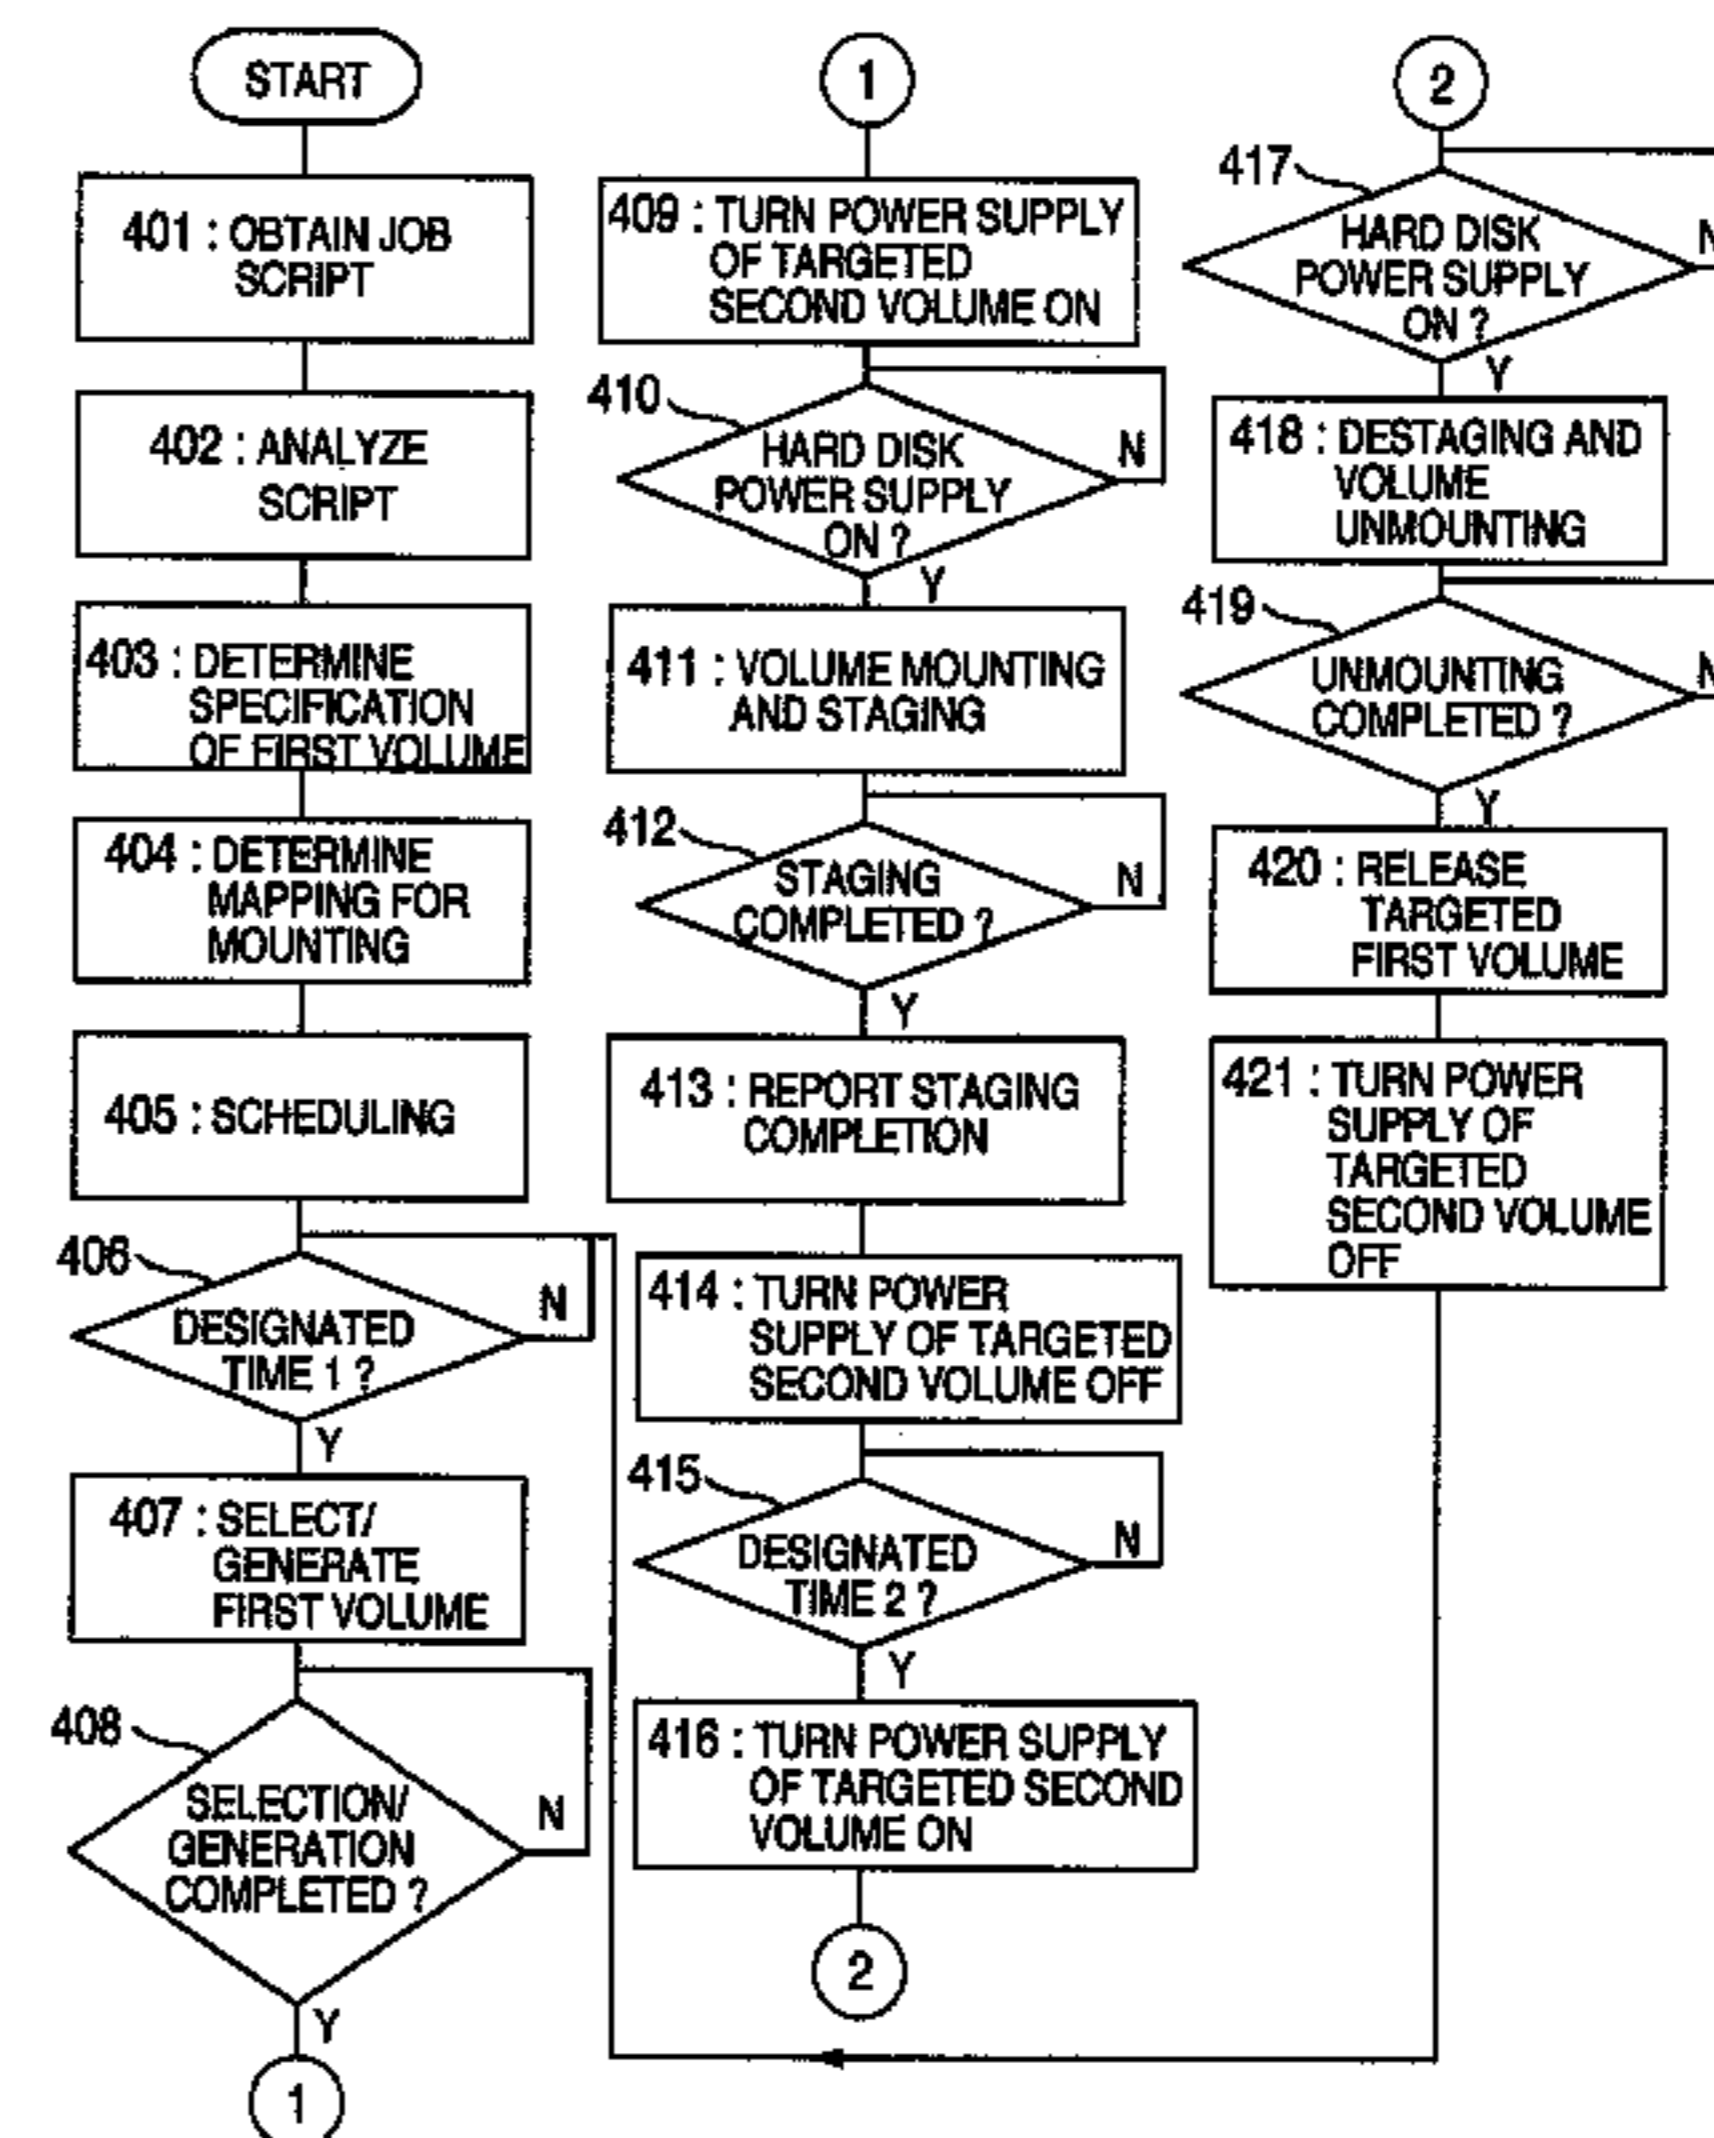 START
401 : OBTAIN JOB
SCRIPT
402 : ANALYZE
SCRIPT
403 : DETERMINE
SPECIFICATION
OF FIRST VOLUME
404 : DETERMINE
MAPPING FOR
MOUNTING
405 : SCHEDULING
406
DESIGNATED
TIME 1 ?
N
Y
407 : SELECT/
GENERATE
FIRST VOLUME
408
SELECTION/
GENERATION
COMPLETED ?
N
Y
1
1
409 : TURN POWER SUPPLY
OF TARGETED
SECOND VOLUME ON
410
HARD DISK
POWER SUPPLY
ON ?
N
Y
411 : VOLUME MOUNTING
AND STAGING
412
STAGING
COMPLETED ?
N
Y
413 : REPORT STAGING
COMPLETION
414 : TURN POWER
SUPPLY OF TARGETED
SECOND VOLUME OFF
415
DESIGNATED
TIME 2 ?
N
Y
416 : TURN POWER SUPPLY
OF TARGETED SECOND
VOLUME ON
2
2
417
HARD DISK
POWER SUPPLY
ON ?
N
Y
418 : DESTAGING AND
VOLUME
UNMOUNTING
419
UNMOUNTING
COMPLETED ?
N
Y
420 : RELEASE
TARGETED
FIRST VOLUME
421 : TURN POWER
SUPPLY OF
TARGETED
SECOND VOLUME
OFF